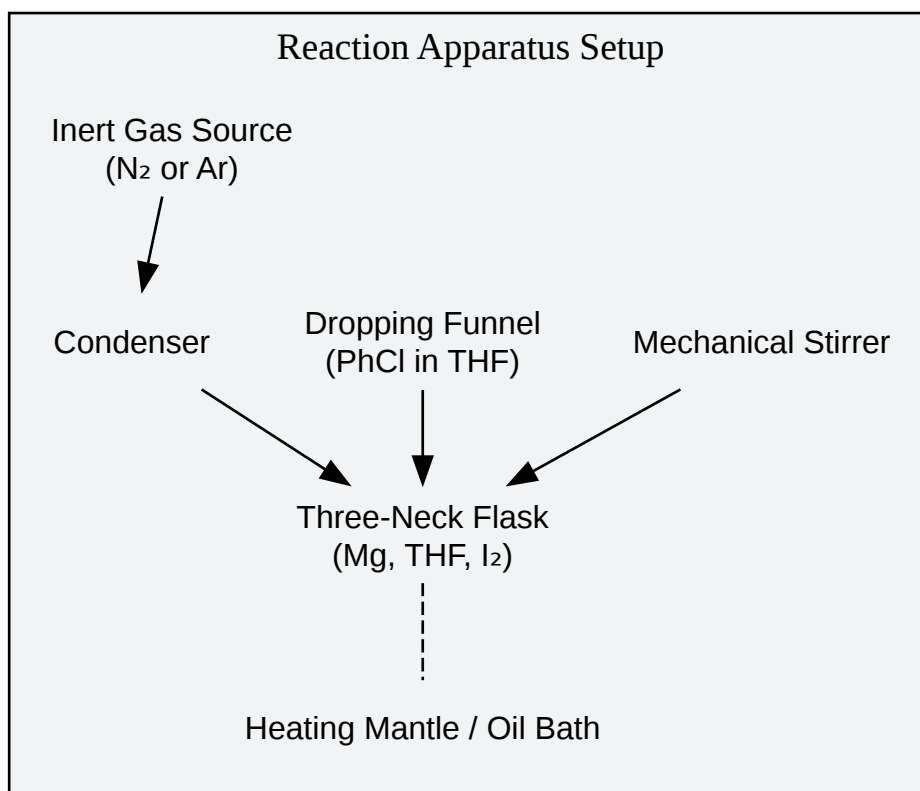 Reaction Apparatus Setup
Inert Gas Source
(N₂ or Ar)
Condenser
Dropping Funnel
(PhCl in THF)
Mechanical Stirrer
Three-Neck Flask
(Mg, THF, I₂)
Heating Mantle / Oil Bath